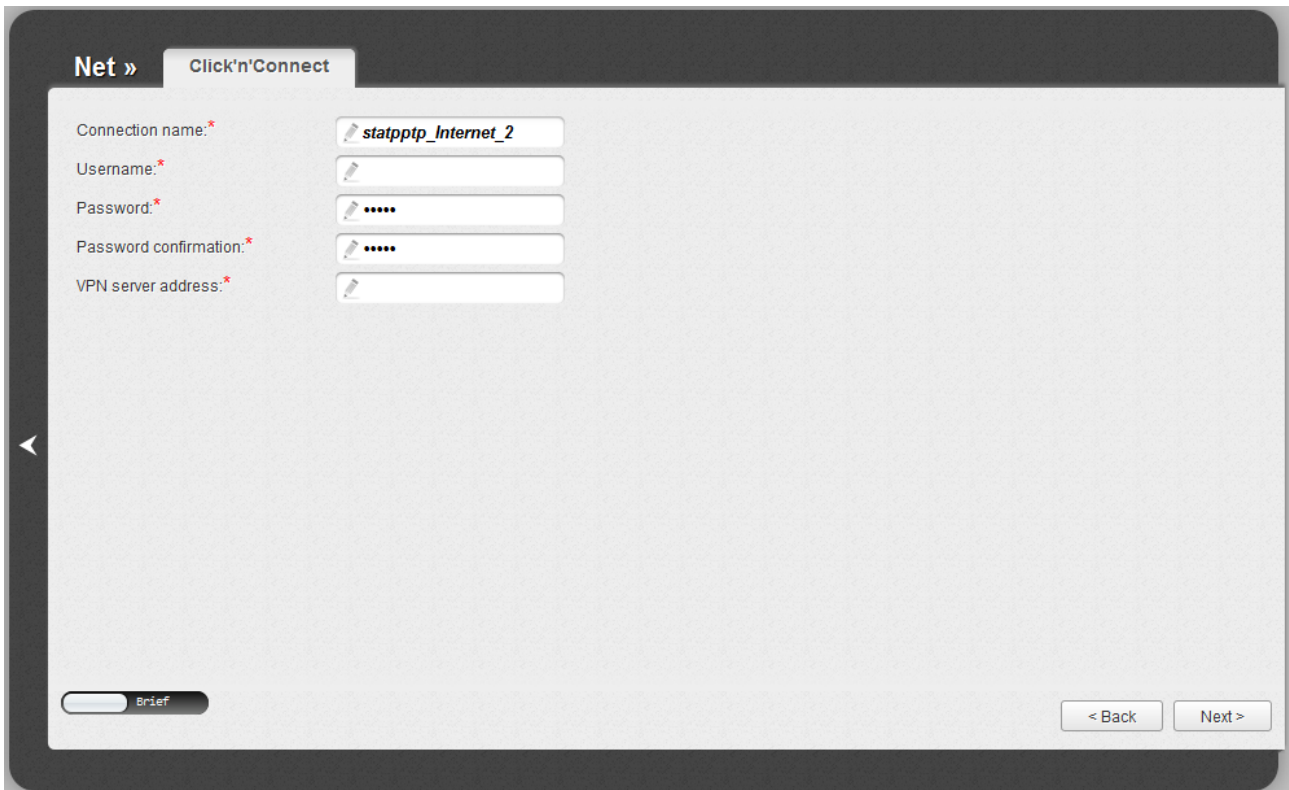 Net » Click'n'Connect
Connection name:* statpptp_Internet_2
Username:*
Password:* •••••
Password confirmation:* •••••
VPN server address:*
Brief
< Back Next >